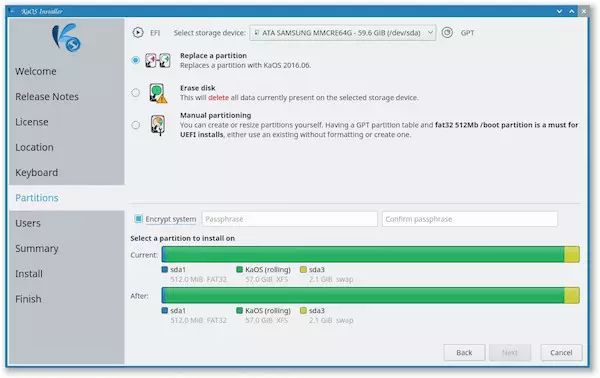 KaOS Installer
EFI Select storage device: ATA SAMSUNG MMCRE64G - 59.6 GiB (/dev/sda) GPT
Replace a partition
Replaces a partition with KaOS 2016.06.
Erase disk
This will delete all data currently present on the selected storage device.
Manual partitioning
You can create or resize partitions yourself. Having a GPT partition table and fat32 512Mb /boot partition is a must for
UEFI installs, either use an existing without formatting or create one.
Welcome
Release Notes
License
Location
Keyboard
Partitions
Users
Summary
Install
Finish
Encrypt system Passphrase Confirm passphrase
Select a partition to install on
Current:
sda1 KaOS (rolling) sda3
512.0 MiB FAT32 57.0 GiB XFS 2.1 GiB swap
After:
sda1 KaOS (rolling) sda3
512.0 MiB FAT32 57.0 GiB XFS 2.1 GiB swap
Back Next Cancel